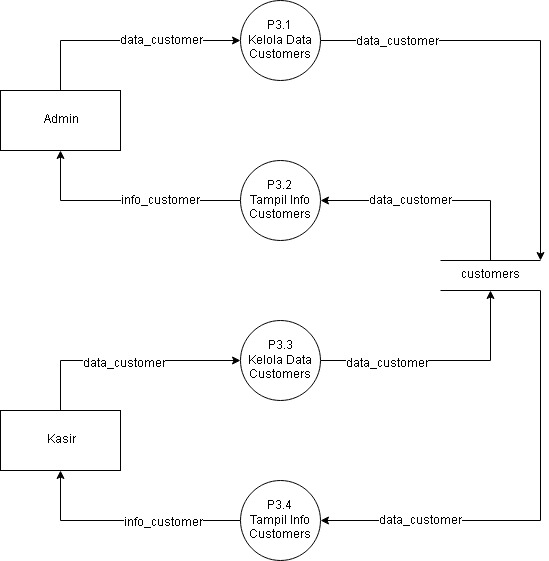 P3.1
Kelola Data
Customers
data_customer
data_customer
Admin
P3.2
Tampil Info
Customers
info_customer
data_customer
customers
P3.3
Kelola Data
Customers
data_customer
data_customer
Kasir
P3.4
Tampil Info
Customers
info_customer
data_customer